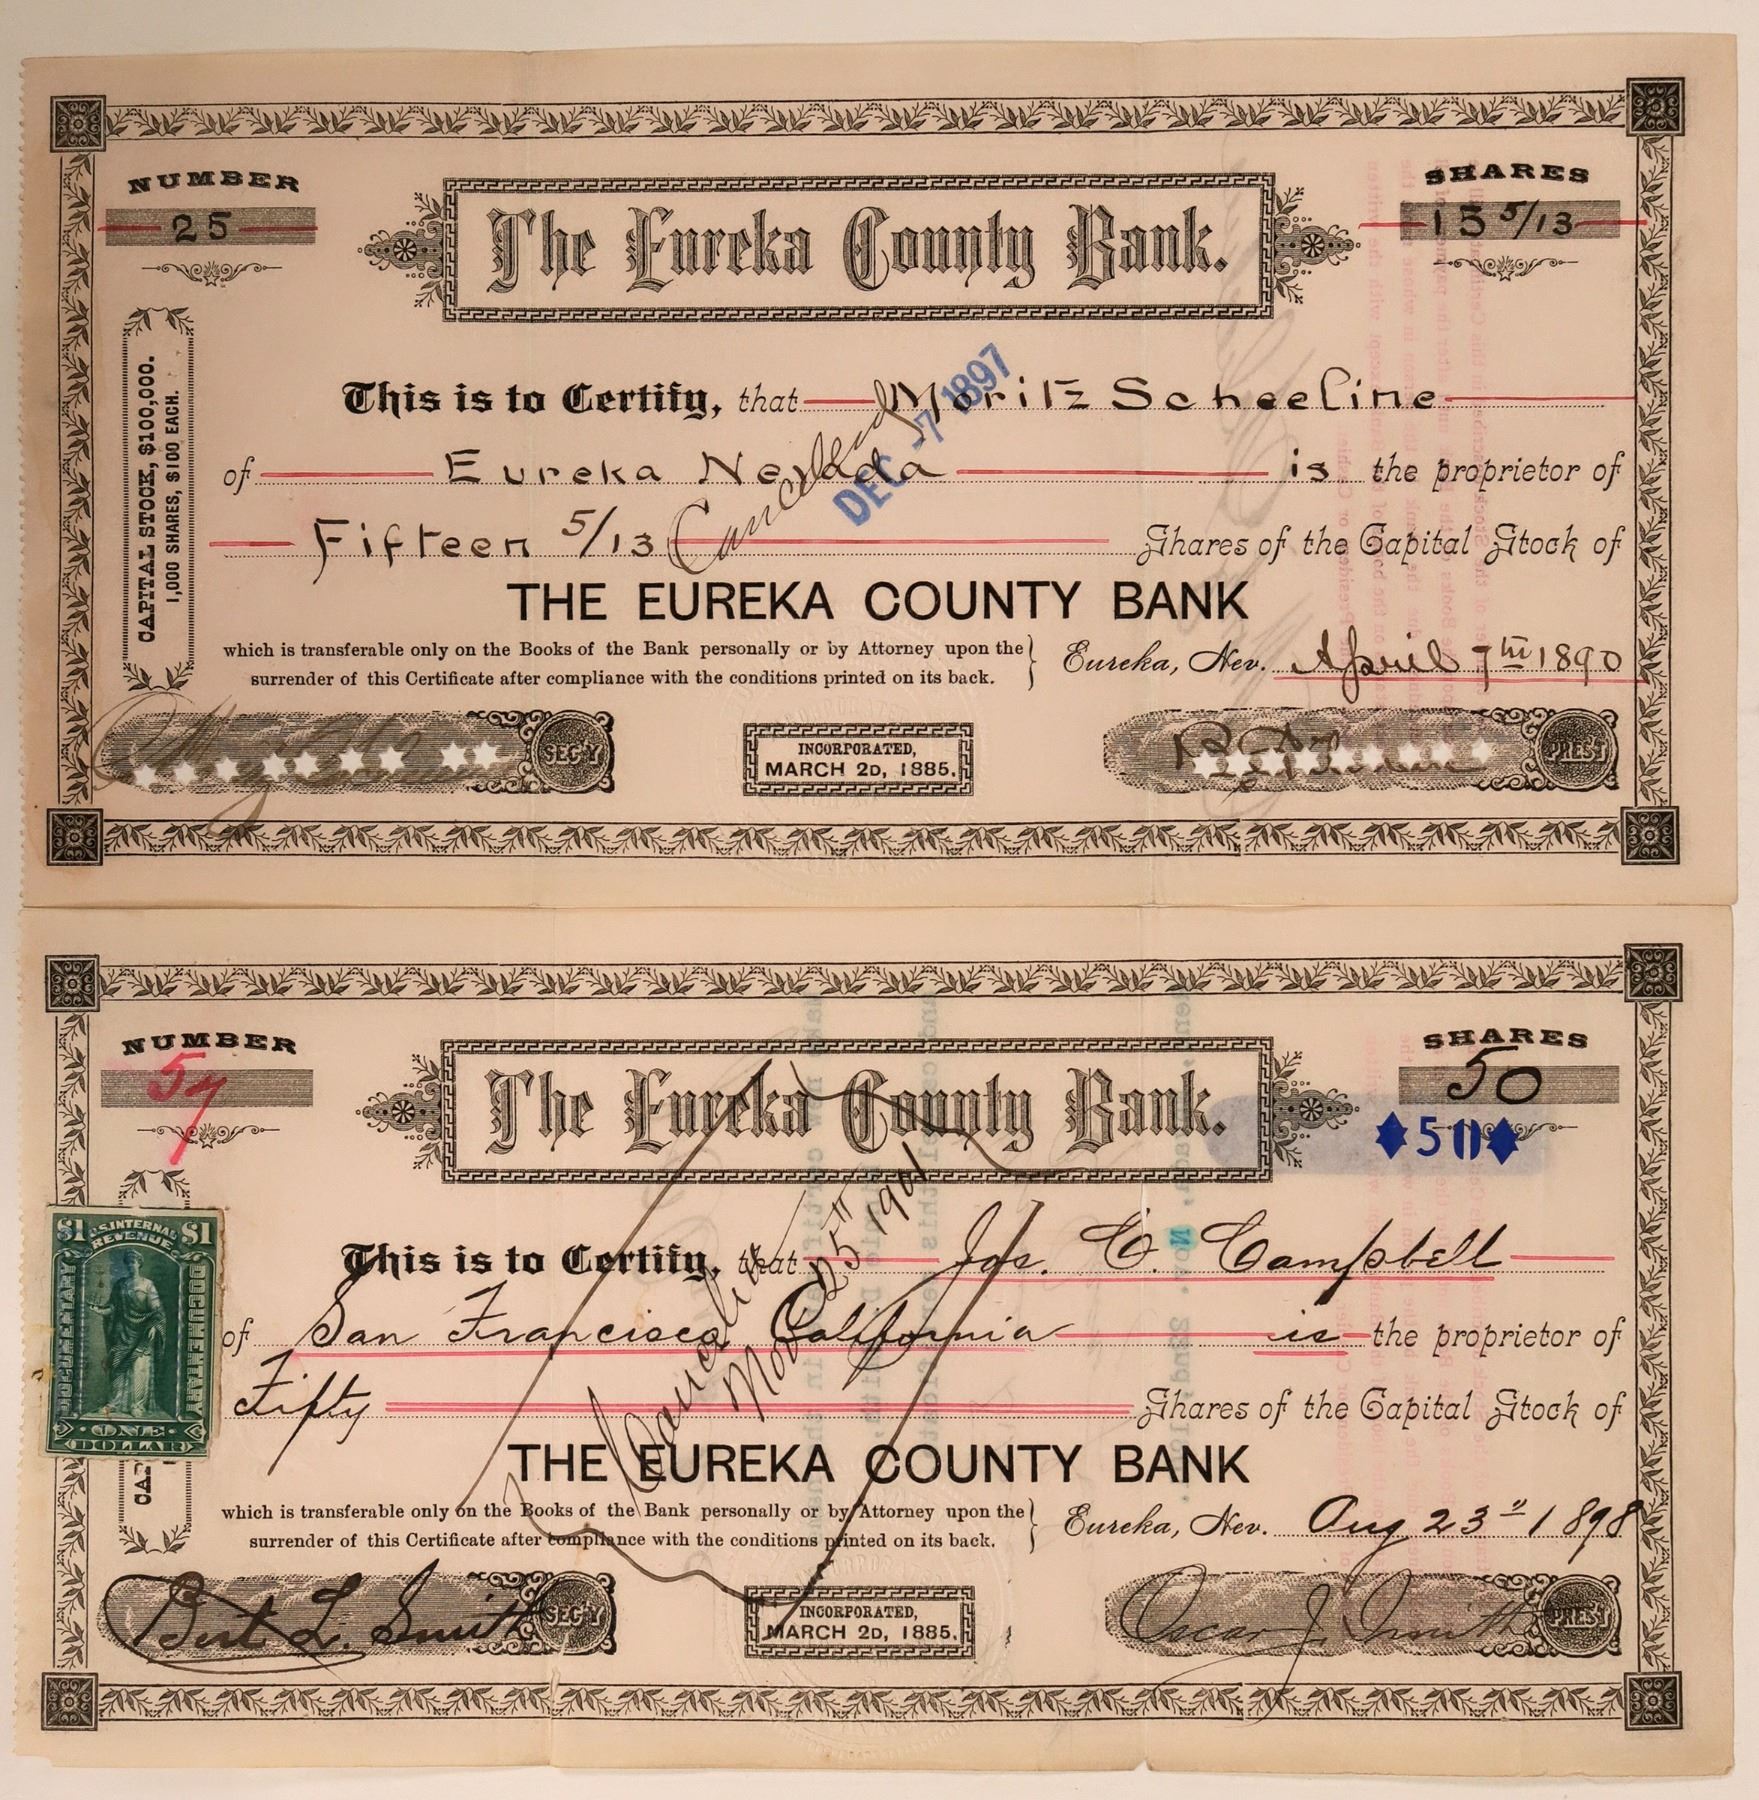 NUMBER
25
The Eureka County Bank.
SHARES
15 5/13
CAPITAL STOCK, $100,000.
1,000 SHARES, $100 EACH.
This is to Certify, that Moritz Scheeline
of Eureka Nevada is the proprietor of
Fifteen 5/13 Shares of the Capital Stock of
Cancelled
DEC -7 1897
THE EUREKA COUNTY BANK
which is transferable only on the Books of the Bank personally or by Attorney upon the
surrender of this Certificate after compliance with the conditions printed on its back.
Eureka, Nev. April 7th 1890
SEC'Y
INCORPORATED,
MARCH 2D, 1885.
PREST
NUMBER
57
The Eureka County Bank.
SHARES
50
50
$1 U.S. INTERNAL REVENUE $1
DOCUMENTARY
DOCUMENTARY
ONE DOLLAR
CAP
This is to Certify, that Jos. C. Campbell
of San Francisco California is the proprietor of
Fifty Shares of the Capital Stock of
Cancelled
Nov 25" 1901
THE EUREKA COUNTY BANK
which is transferable only on the Books of the Bank personally or by Attorney upon the
surrender of this Certificate after compliance with the conditions printed on its back.
Eureka, Nev. Aug 23" 1898
Bert L. Smith SEC'Y
INCORPORATED,
MARCH 2D, 1885.
Oscar J. Smith PREST